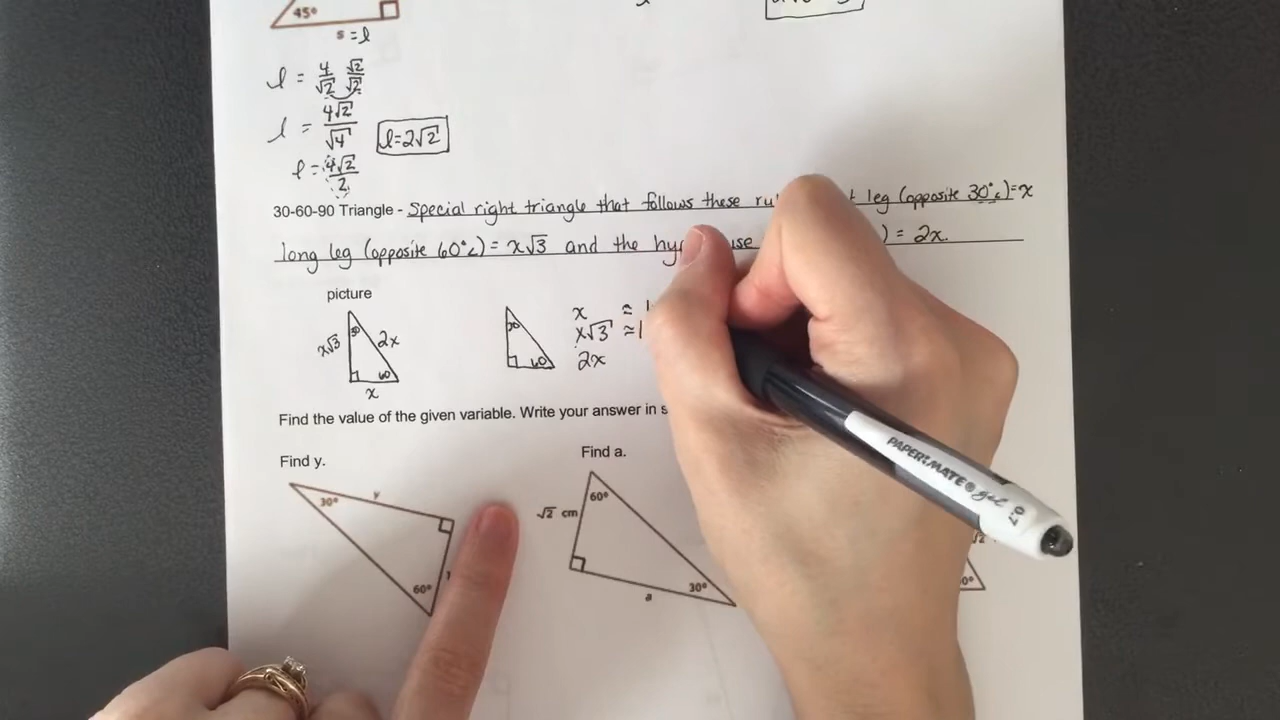 45°
s = l
l = 4/√2 √2/√2
l = 4√2/√4
l=2√2
l = 4√2/2
30-60-90 Triangle - Special right triangle that follows these leg (opposite 30°∠)=x
long leg (opposite 60°∠) = x√3 and the ) = 2x.
picture
x√3 30 2x 60 x
30 60
x =
x√3 ≈1
2x
Find the value of the given variable. Write your answer in
Find y.
Find a.
30° y 60°
√2 cm 60° 30° a
PAPER:MATE® gel 0.7